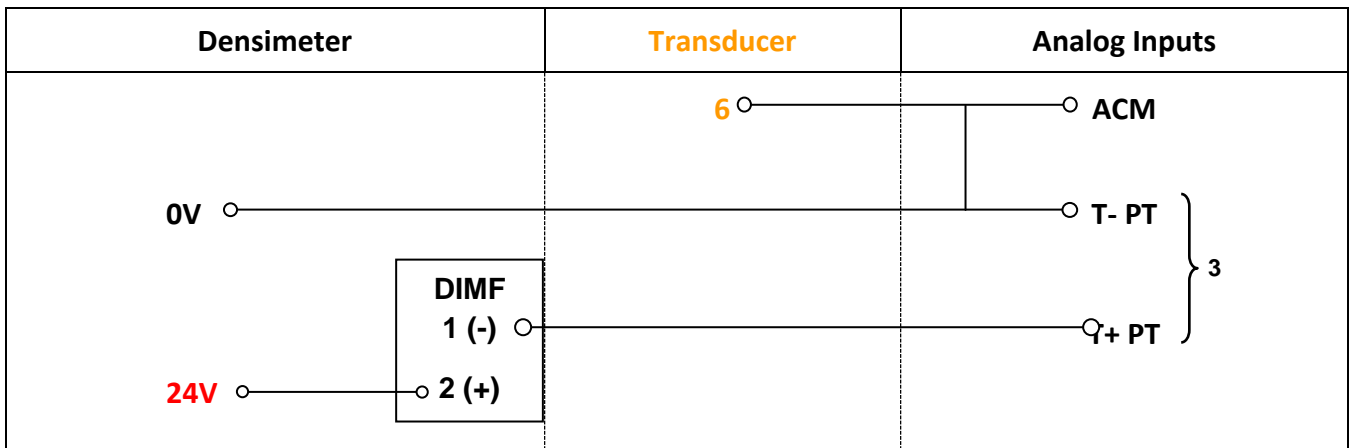 Densimeter Transducer Analog Inputs
6 ACM
0V T- PT
3
DIMF
1 (-) T+ PT
24V 2 (+)